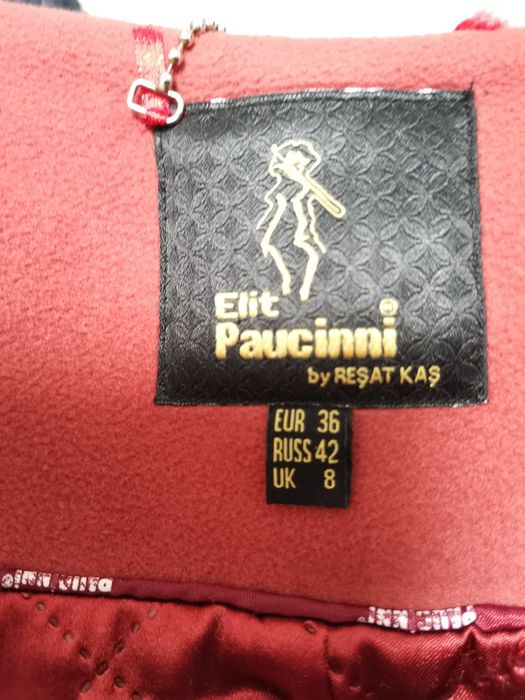 Elit
Paucinni ®
by REŞAT KAŞ
EUR 36
RUSS 42
UK 8